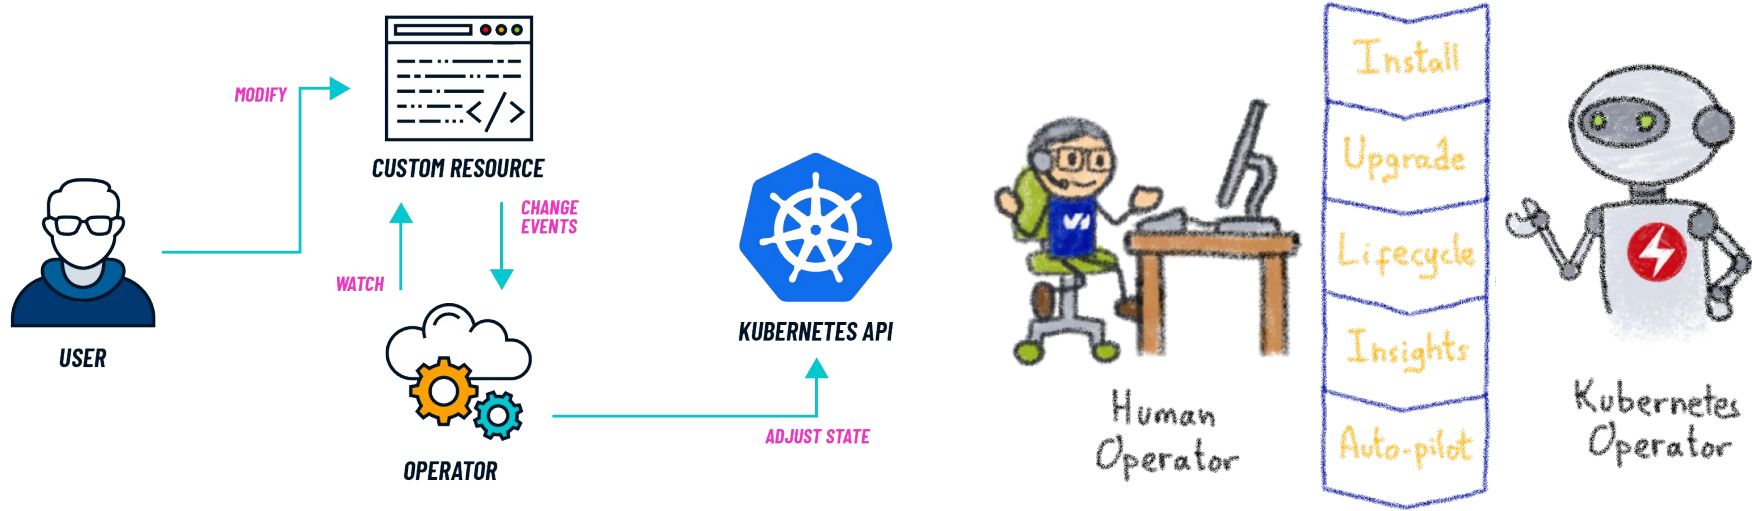 MODIFY
CUSTOM RESOURCE
CHANGE
EVENTS
WATCH
USER
OPERATOR
KUBERNETES API
ADJUST STATE
Install
Upgrade
Lifecycle
Insights
Auto-pilot
Human
Operator
Kubernetes
Operator